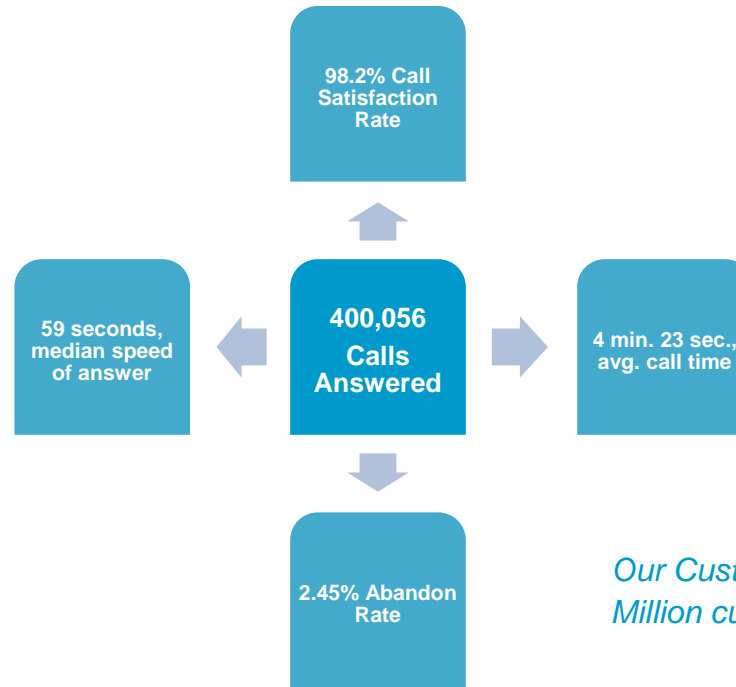 98.2% Call
Satisfaction
Rate
59 seconds,
median speed
of answer
400,056
Calls
Answered
4 min. 23 sec.,
avg. call time
2.45% Abandon
Rate
Our Cust
Million cu